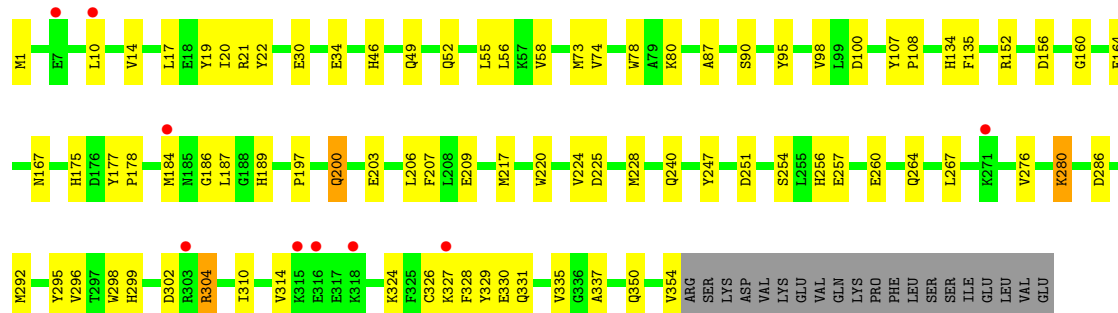 M1 E7 L10 V14 L17 E18 Y19 I20 R21 Y22 E30 E34 H46 Q49 Q52 L55 L56 K57 V58 M73 V74 W78 A79 K80 A87 S90 Y95 V98 L99 D100 Y107 P108 H134 F135 R152 D156 G160
N167 H175 D176 Y177 P178 M184 N185 G186 L187 G188 H189 P197 Q200 E203 L206 F207 L208 E209 M217 W220 V224 D225 M228 Q240 Y247 D251 S254 L255 H256 E257 E260 Q264 L267 K271 V276 K280 D286
M292 Y295 V296 T297 W298 H299 D302 R303 R304 I310 V314 K315 E316 E317 K318 K324 F325 C326 K327 F328 Y329 E330 Q331 V335 G336 A337 Q350 V354 ARG SER LYS ASP VAL LYS GLU VAL GLN LYS PRO PHE LEU SER SER ILE GLU LEU VAL GLU